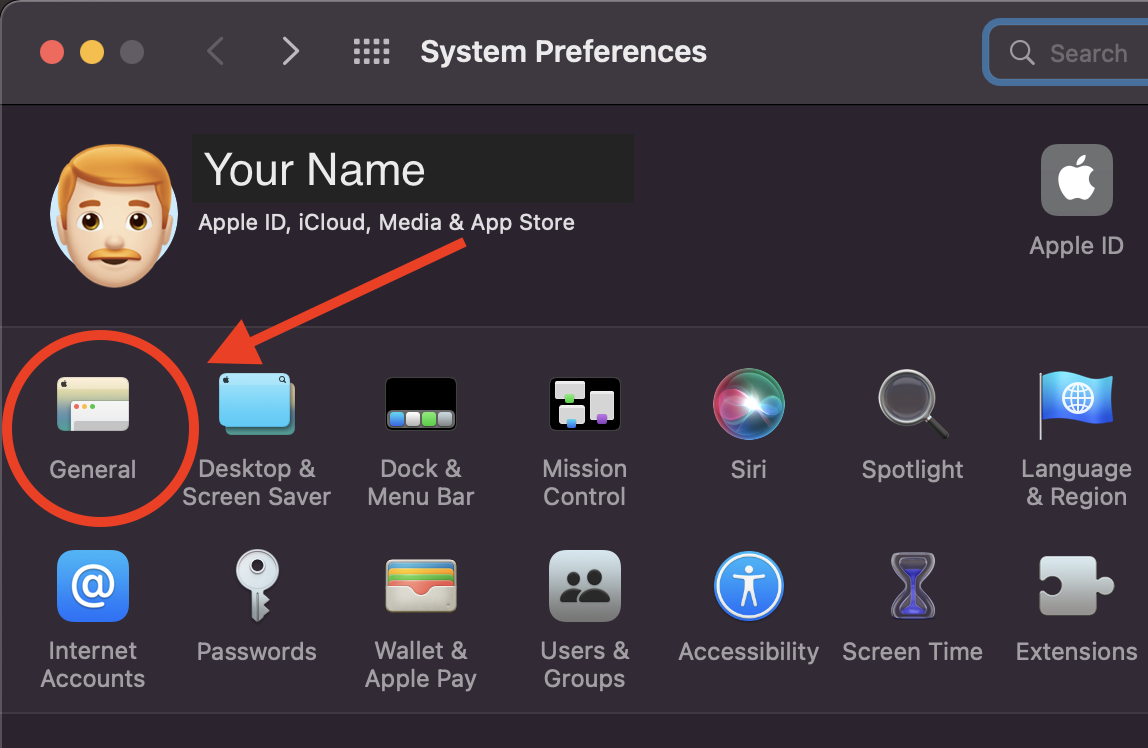 System Preferences
Search
Your Name
Apple ID, iCloud, Media & App Store
Apple ID
General
Desktop &
Screen Saver
Dock &
Menu Bar
Mission
Control
Siri
Spotlight
Language
& Region
Internet
Accounts
Passwords
Wallet &
Apple Pay
Users &
Groups
Accessibility
Screen Time
Extensions